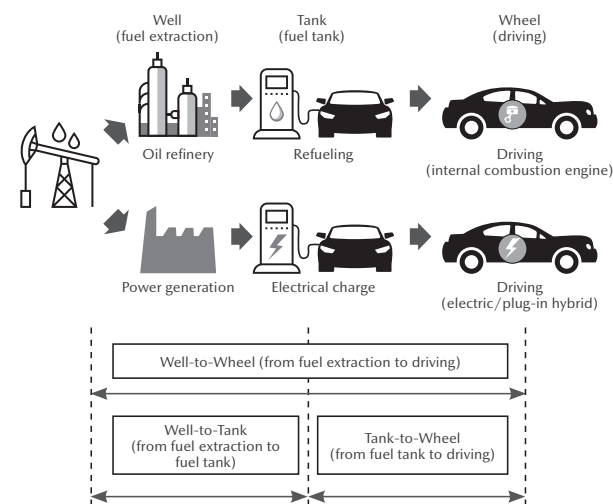 Well
(fuel extraction)
Tank
(fuel tank)
Wheel
(driving)
Oil refinery
Refueling
Driving
(internal combustion engine)
Power generation
Electrical charge
Driving
(electric/plug-in hybrid)
Well-to-Wheel (from fuel extraction to driving)
Well-to-Tank
(from fuel extraction to
fuel tank)
Tank-to-Wheel
(from fuel tank to driving)